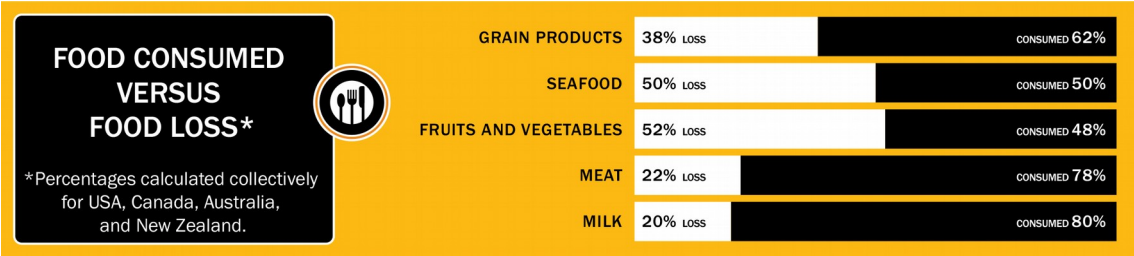 FOOD CONSUMED
VERSUS
FOOD LOSS*
*Percentages calculated collectively
for USA, Canada, Australia,
and New Zealand.
GRAIN PRODUCTS 38% LOSS CONSUMED 62%
SEAFOOD 50% LOSS CONSUMED 50%
FRUITS AND VEGETABLES 52% LOSS CONSUMED 48%
MEAT 22% LOSS CONSUMED 78%
MILK 20% LOSS CONSUMED 80%